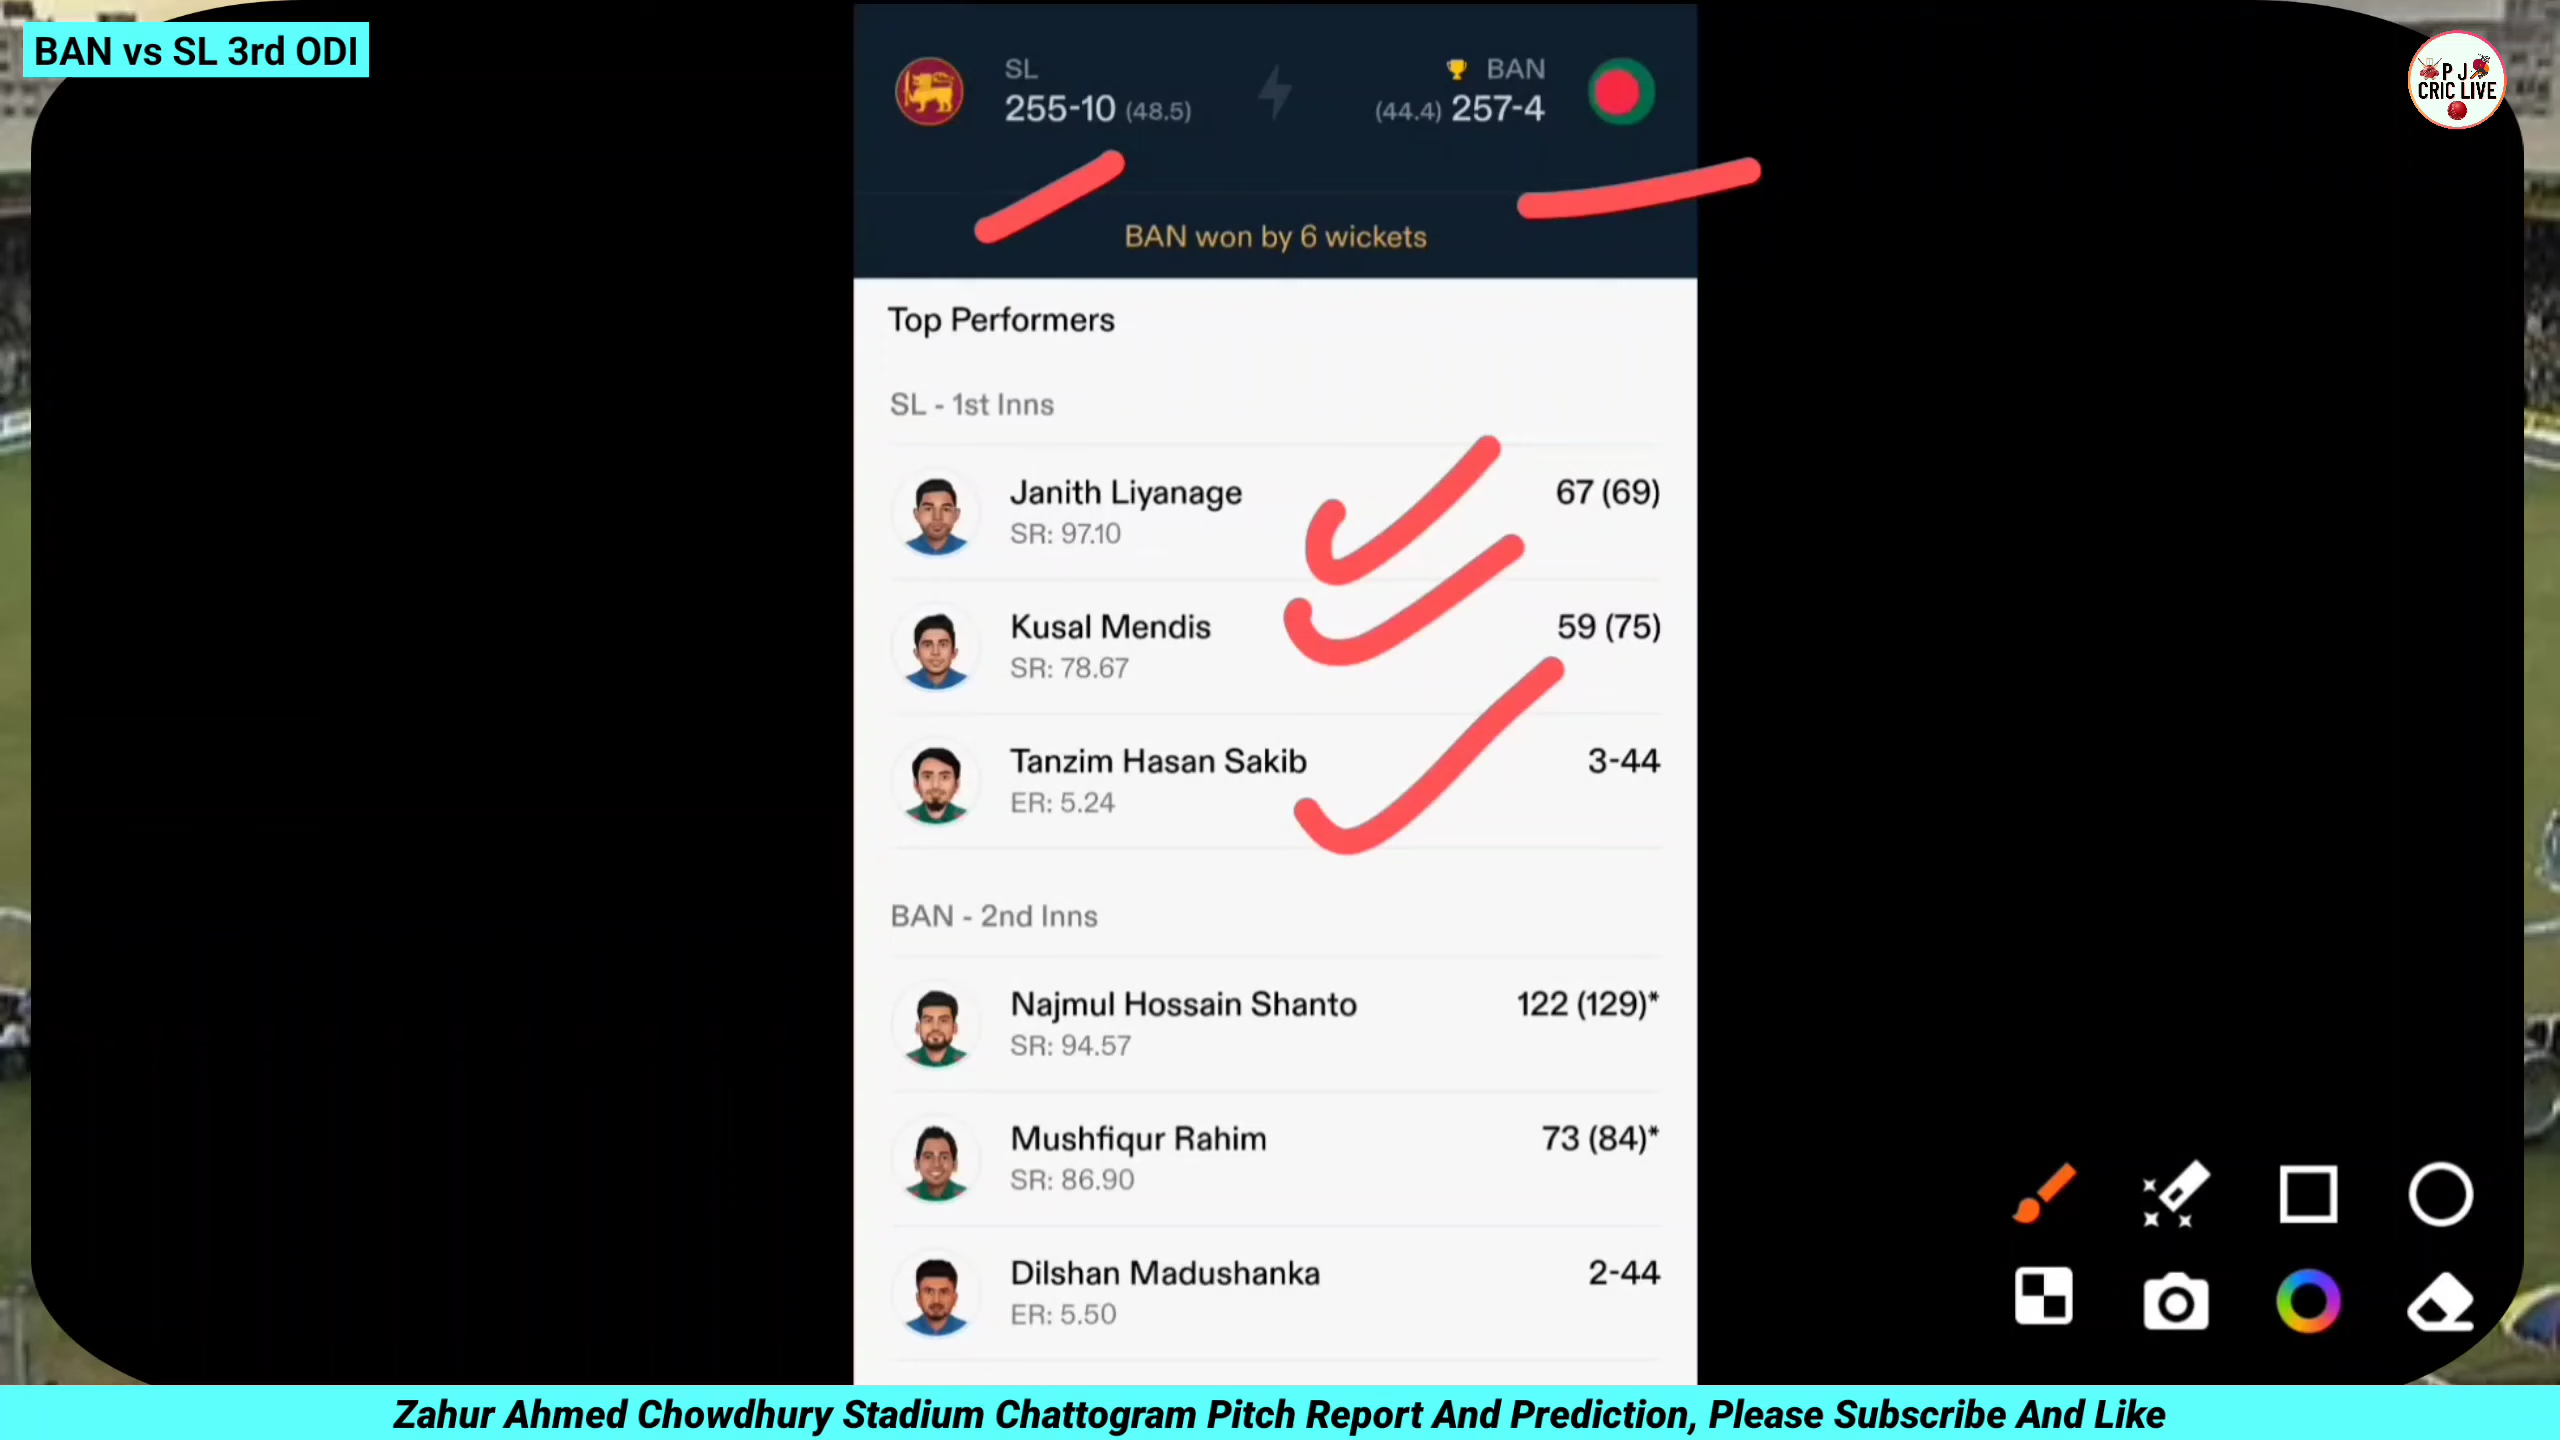 BAN vs SL 3rd ODI
P J
CRIC LIVE
SL
255-10 (48.5)
BAN
(44.4) 257-4
BAN won by 6 wickets
Top Performers
SL - 1st Inns
Janith Liyanage 67 (69)
SR: 97.10
Kusal Mendis 59 (75)
SR: 78.67
Tanzim Hasan Sakib 3-44
ER: 5.24
BAN - 2nd Inns
Najmul Hossain Shanto 122 (129)*
SR: 94.57
Mushfiqur Rahim 73 (84)*
SR: 86.90
Dilshan Madushanka 2-44
ER: 5.50
Zahur Ahmed Chowdhury Stadium Chattogram Pitch Report And Prediction, Please Subscribe And Like